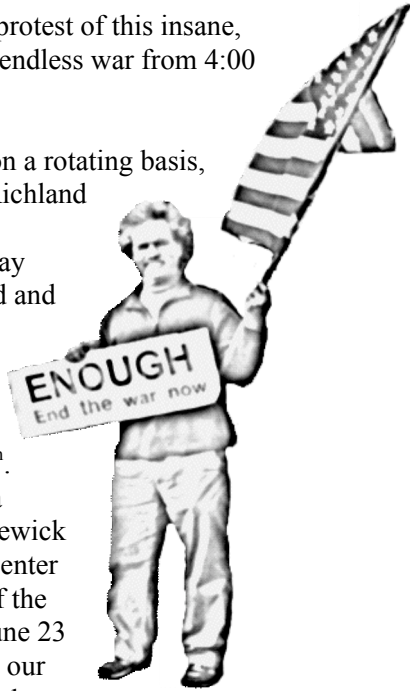 protest of this insane,
endless war from 4:00
on a rotating basis,
Richland
ay
d and
ENOUGH
End the war now
ewick
enter
f the
une 23
our